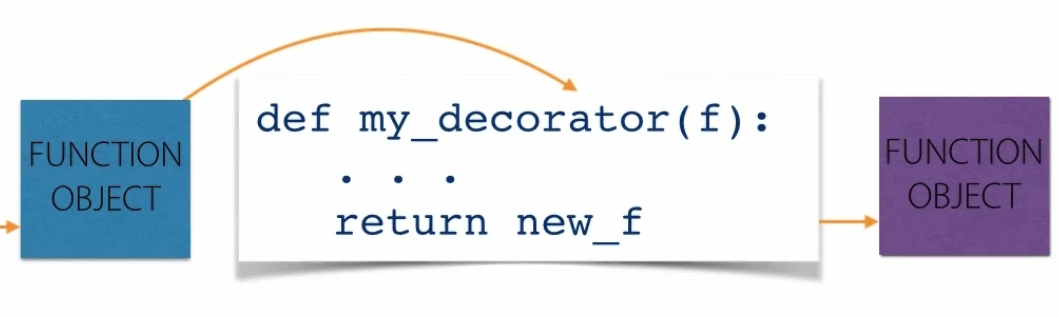 FUNCTION
OBJECT
def my_decorator(f):
. . .
return new_f
FUNCTION
OBJECT